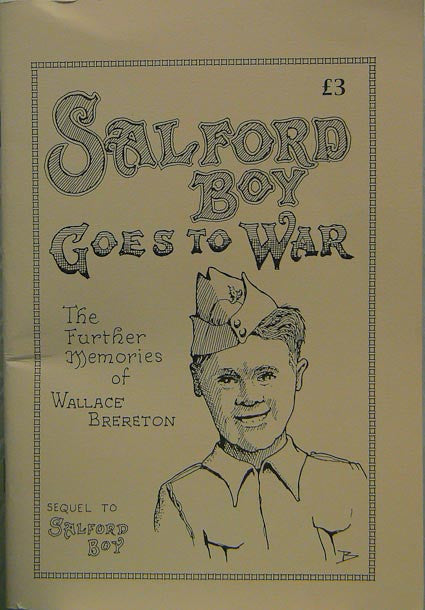 £3
SALFORD
BOY
GOES TO WAR
The
Further
Memories
of
WALLACE
BRERETON
SEQUEL TO
SALFORD
BOY
B